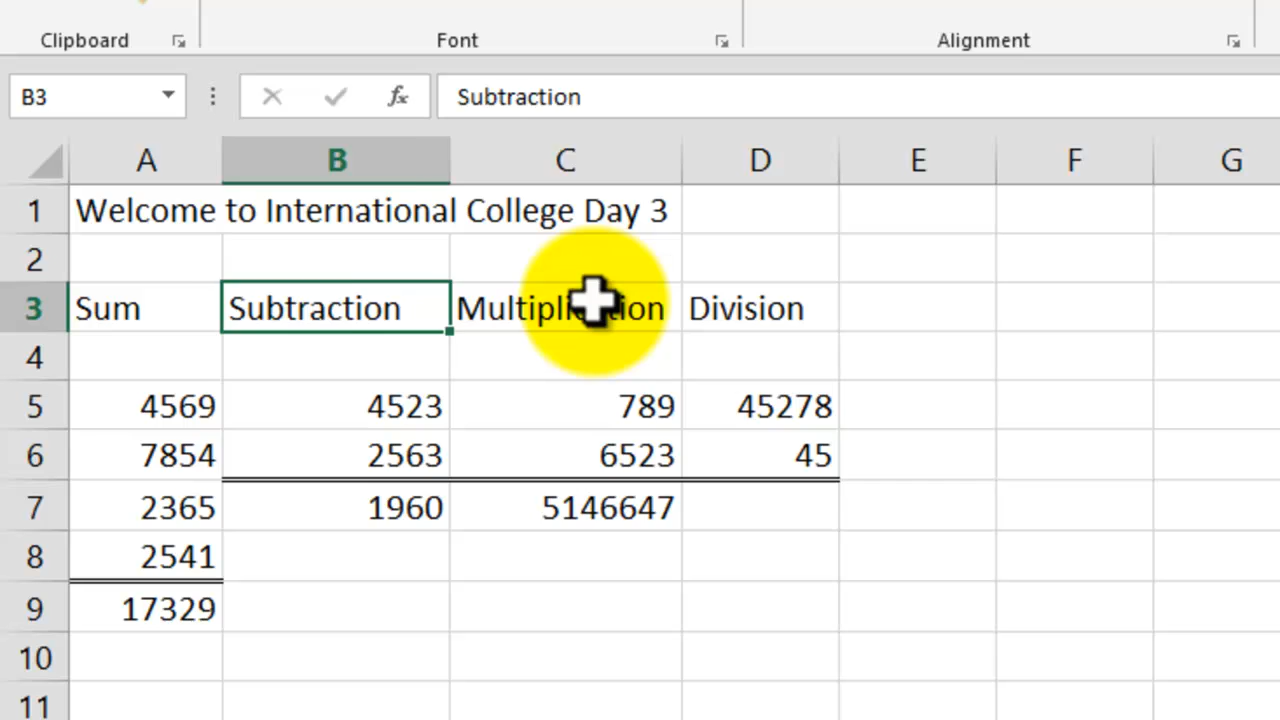 Clipboard Font Alignment
B3 fx Subtraction
A B C D E F G
1 Welcome to International College Day 3
2
3 Sum Subtraction Multiplication Division
4
5 4569 4523 789 45278
6 7854 2563 6523 45
7 2365 1960 5146647
8 2541
9 17329
10
11